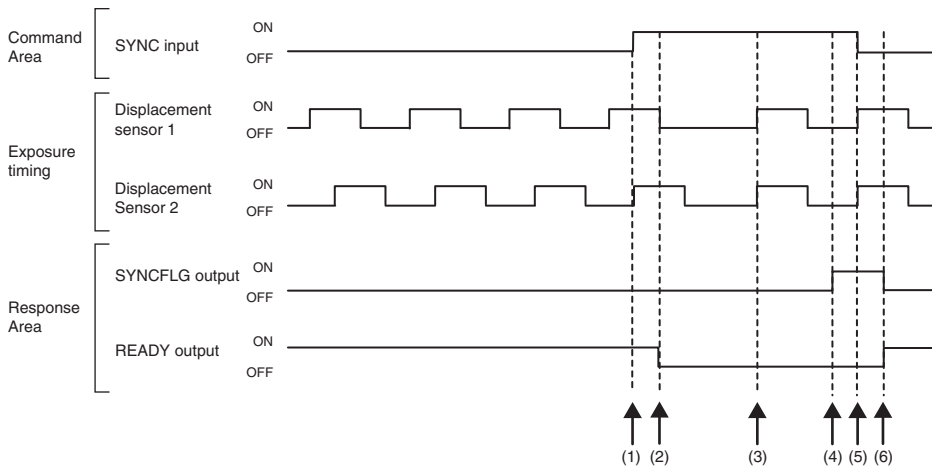 Command
Area
SYNC input
ON
OFF
Exposure
timing
Displacement
sensor 1
ON
OFF
Displacement
Sensor 2
ON
OFF
Response
Area
SYNCFLG output
ON
OFF
READY output
ON
OFF
(1) (2) (3) (4) (5) (6)